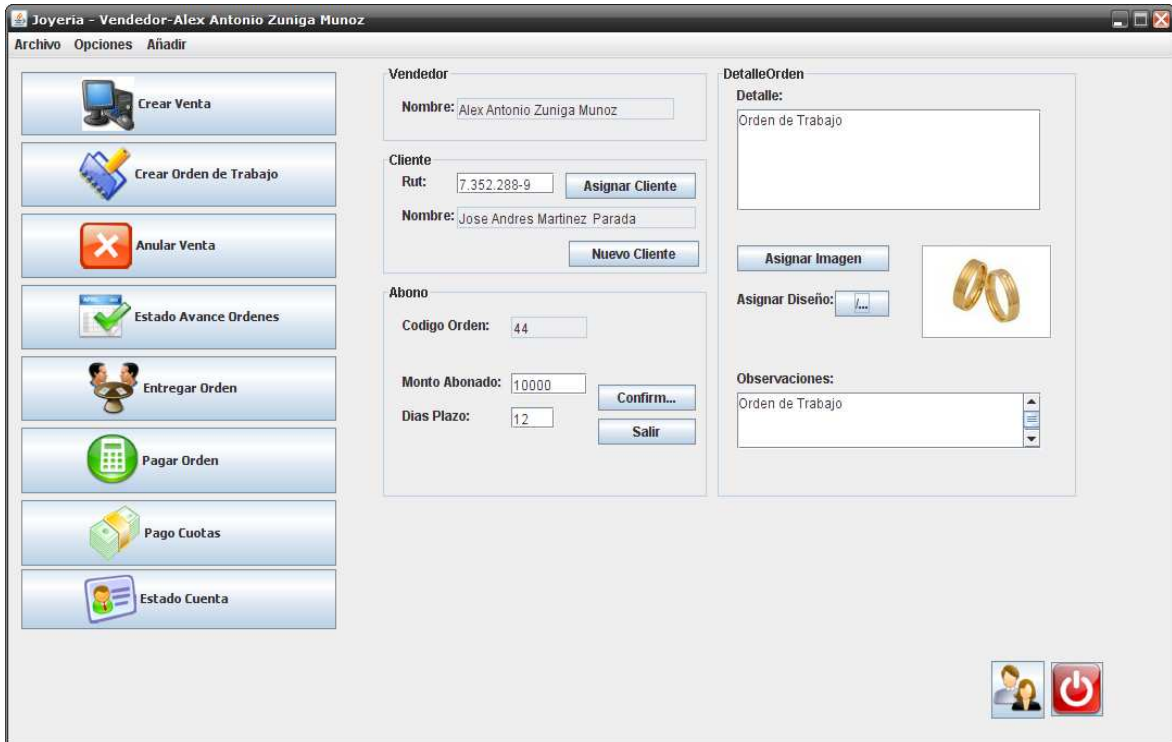 Joyeria - Vendedor-Alex Antonio Zuniga Munoz
Archivo Opciones Añadir
Crear Venta
Crear Orden de Trabajo
Anular Venta
Estado Avance Ordenes
Entregar Orden
Pagar Orden
Pago Cuotas
Estado Cuenta
Vendedor
Nombre: Alex Antonio Zuniga Munoz
Cliente
Rut: 7.352.288-9 Asignar Cliente
Nombre: Jose Andres Martinez Parada
Nuevo Cliente
Abono
Codigo Orden: 44
Monto Abonado: 10000
Confirm...
Dias Plazo: 12
Salir
DetalleOrden
Detalle:
Orden de Trabajo
Asignar Imagen
Asignar Diseño: /...
Observaciones:
Orden de Trabajo